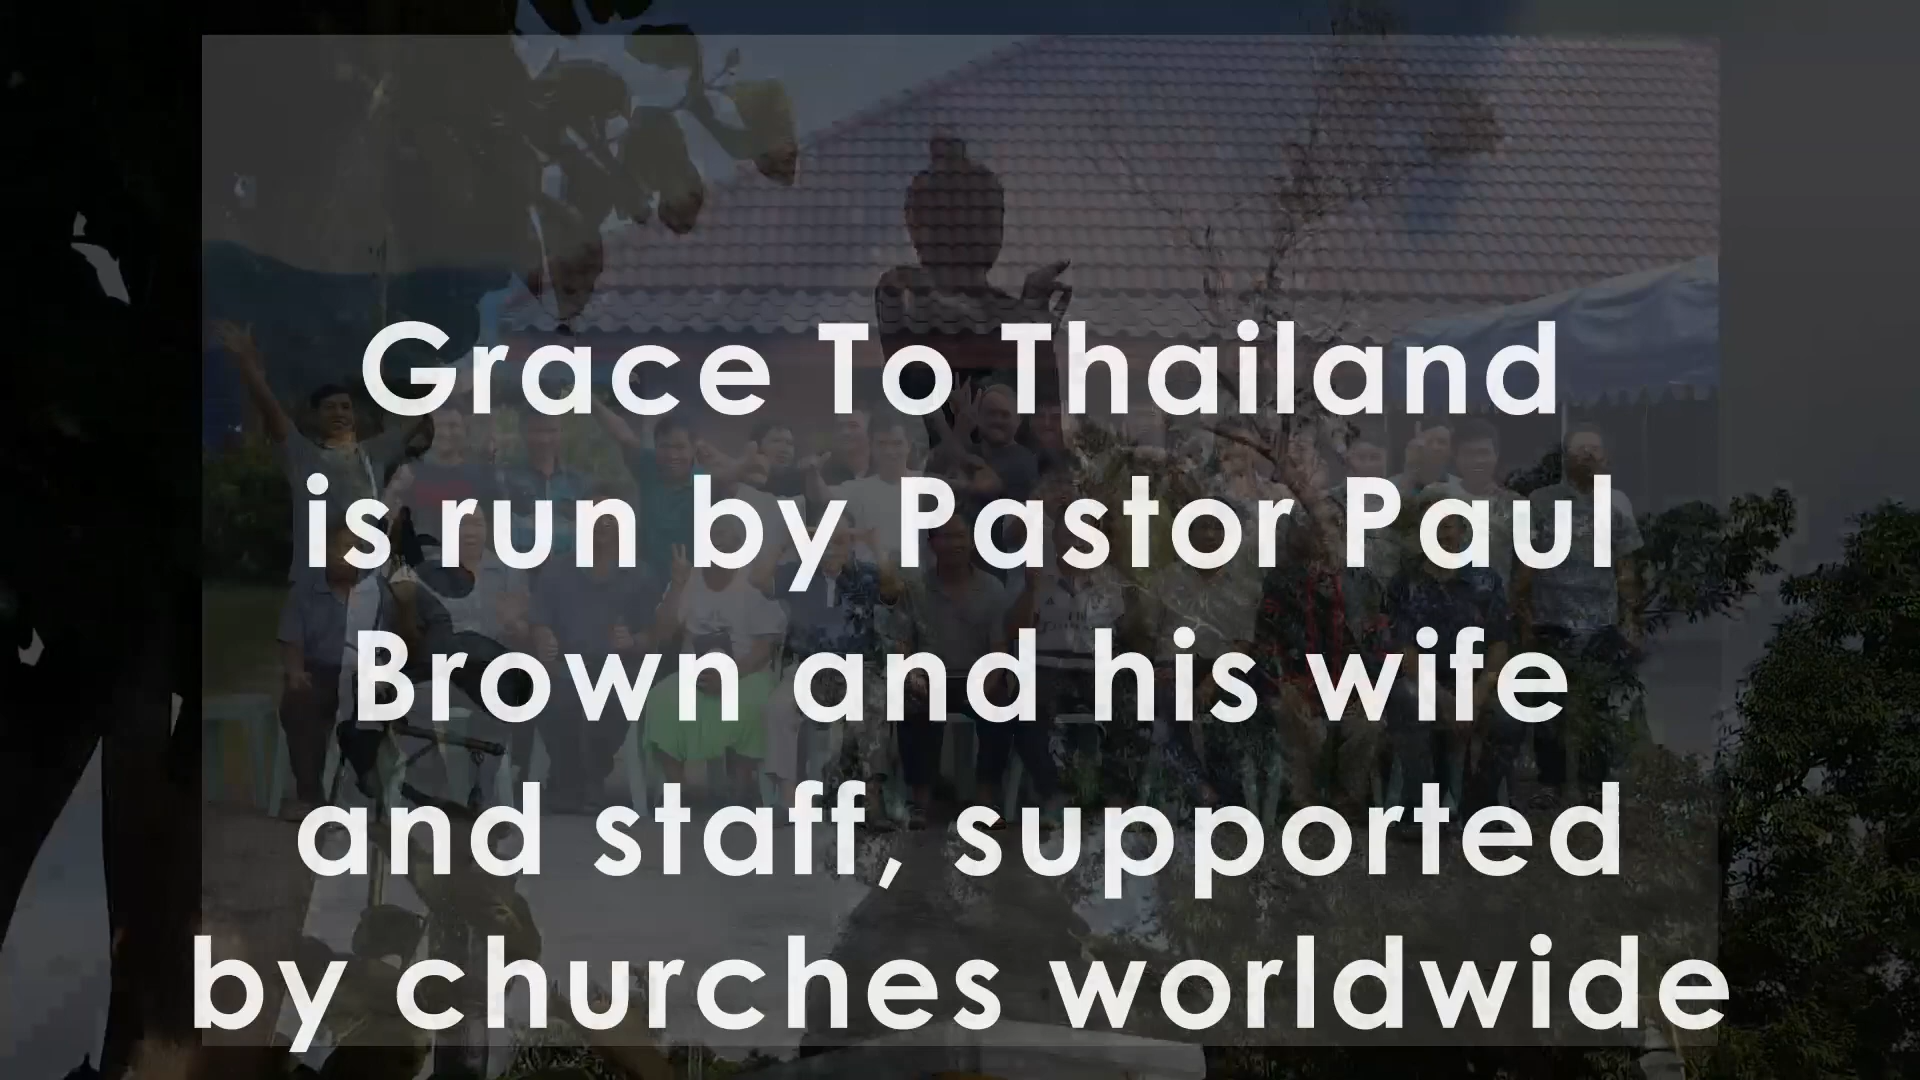 Grace To Thailand
is run by Pastor Paul
Brown and his wife
and staff, supported
by churches worldwide